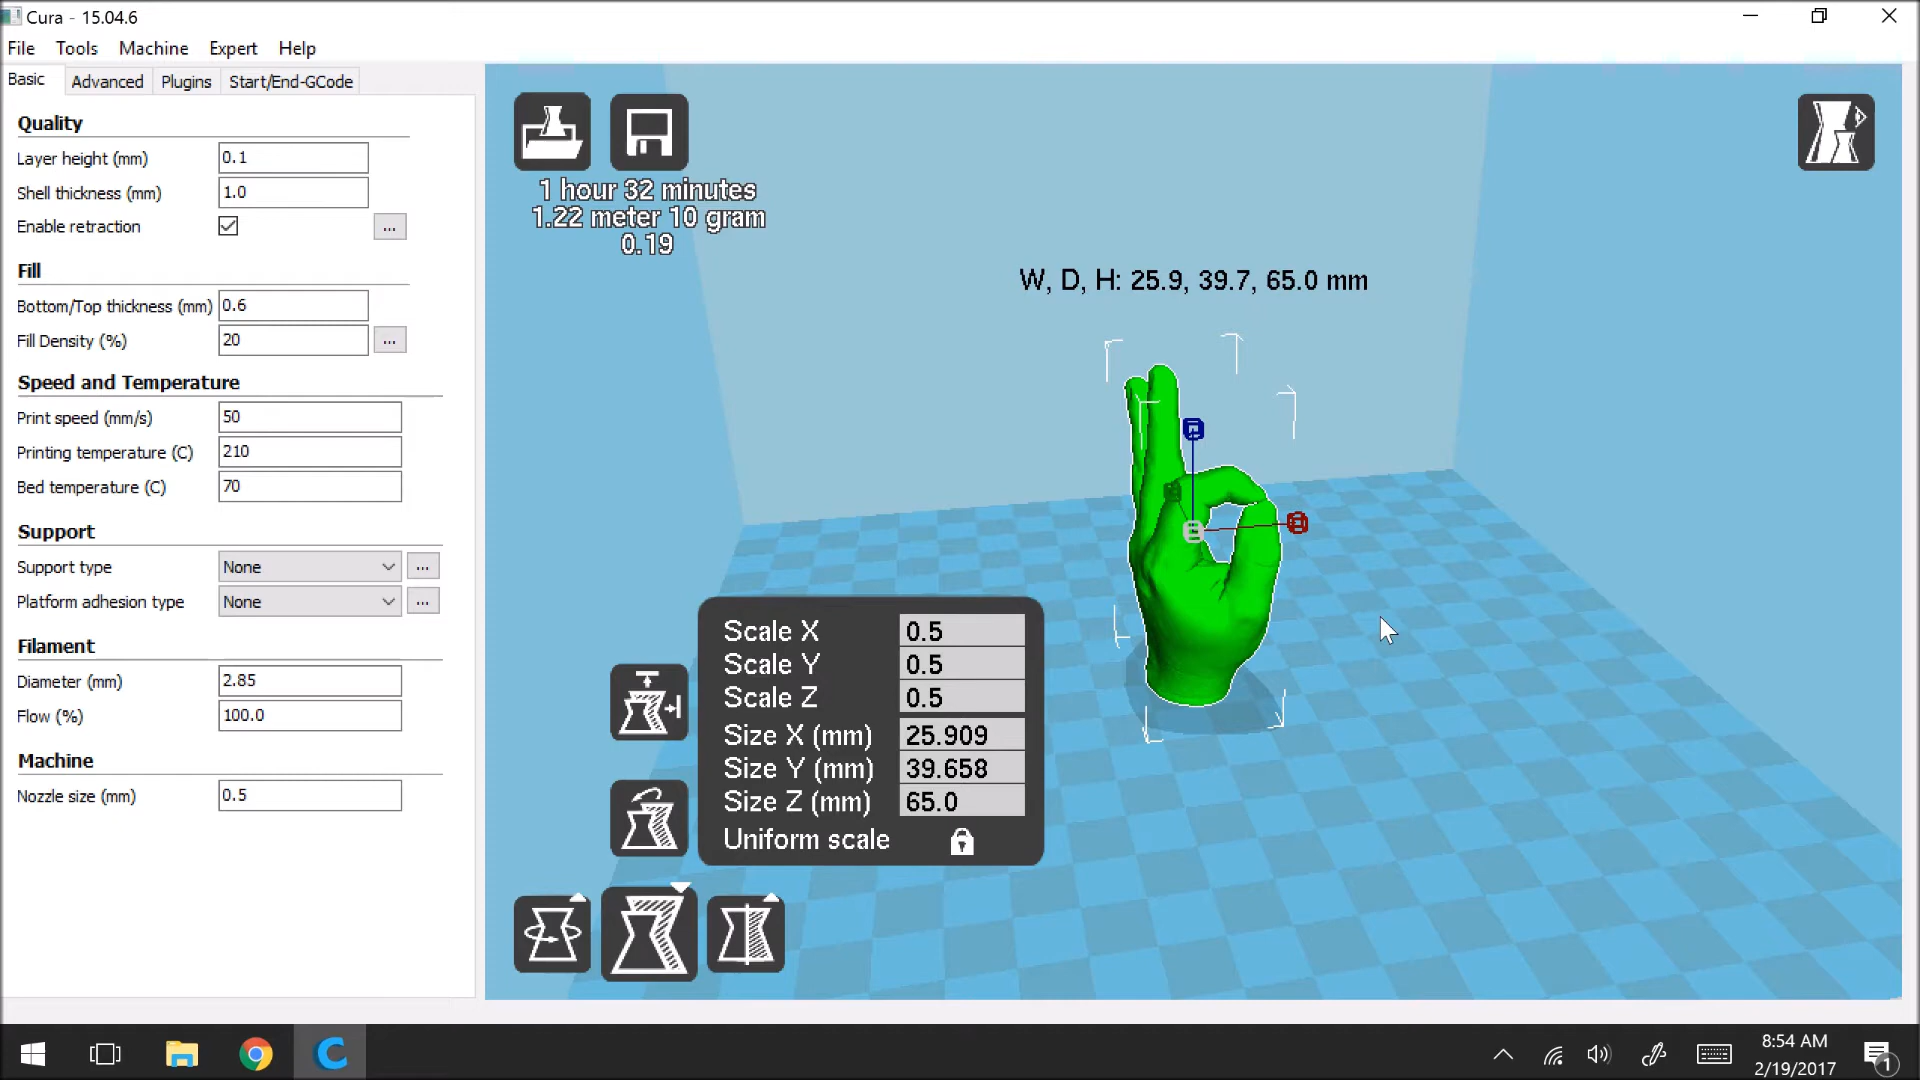 Cura - 15.04.6
File Tools Machine Expert Help
Basic Advanced Plugins Start/End-GCode
Quality
Layer height (mm) 0.1
Shell thickness (mm) 1.0
Enable retraction ...
Fill
Bottom/Top thickness (mm) 0.6
Fill Density (%) 20 ...
Speed and Temperature
Print speed (mm/s) 50
Printing temperature (C) 210
Bed temperature (C) 70
Support
Support type None ...
Platform adhesion type None ...
Filament
Diameter (mm) 2.85
Flow (%) 100.0
Machine
Nozzle size (mm) 0.5
1 hour 32 minutes
1.22 meter 10 gram
0.19
W, D, H: 25.9, 39.7, 65.0 mm
Scale X 0.5
Scale Y 0.5
Scale Z 0.5
Size X (mm) 25.909
Size Y (mm) 39.658
Size Z (mm) 65.0
Uniform scale
8:54 AM
2/19/2017
1